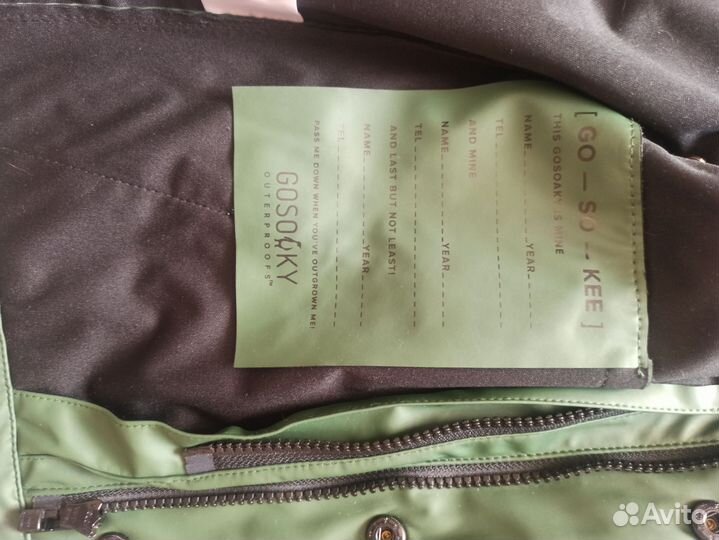 [ GO – SO – KEE ]
THIS GOSOAKY IS MINE
NAME YEAR
TEL
AND MINE
NAME YEAR
TEL
AND LAST BUT NOT LEAST!
NAME YEAR
TEL
PASS ME DOWN WHEN YOU'VE OUTGROWN ME!
GOSOAKY
OUTERPROOFS™
Avito